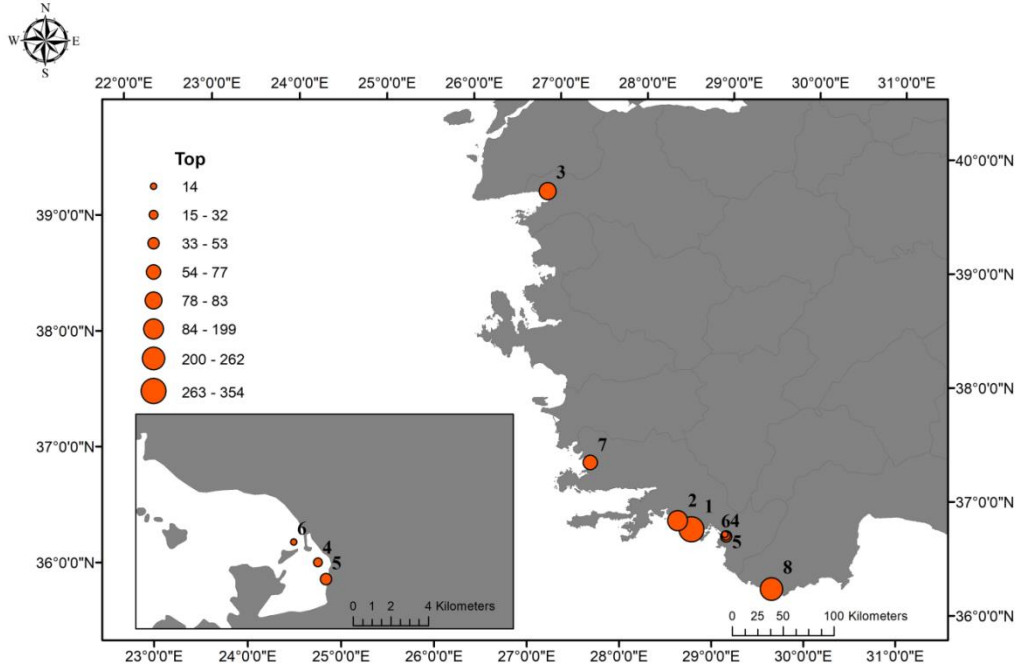 N
W E
S
22°0'0"E 23°0'0"E 24°0'0"E 25°0'0"E 26°0'0"E 27°0'0"E 28°0'0"E 29°0'0"E 30°0'0"E 31°0'0"E
Top
14
15 - 32
33 - 53
54 - 77
78 - 83
84 - 199
200 - 262
263 - 354
39°0'0"N
38°0'0"N
37°0'0"N
36°0'0"N
40°0'0"N
39°0'0"N
38°0'0"N
37°0'0"N
36°0'0"N
3
7
2 1
64
5
8
6
4
5
0 1 2 4 Kilometers
0 25 50 100 Kilometers
23°0'0"E 24°0'0"E 25°0'0"E 26°0'0"E 27°0'0"E 28°0'0"E 29°0'0"E 30°0'0"E 31°0'0"E